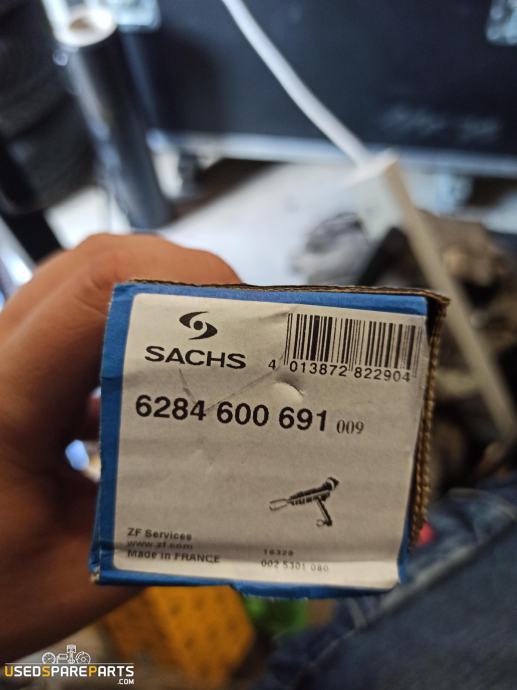 SACHS
4 013872 822904
6284 600 691 009
ZF Services
www.zf.com
Made in FRANCE
16329
002 5301 080
USEDSPAREPARTS
.COM